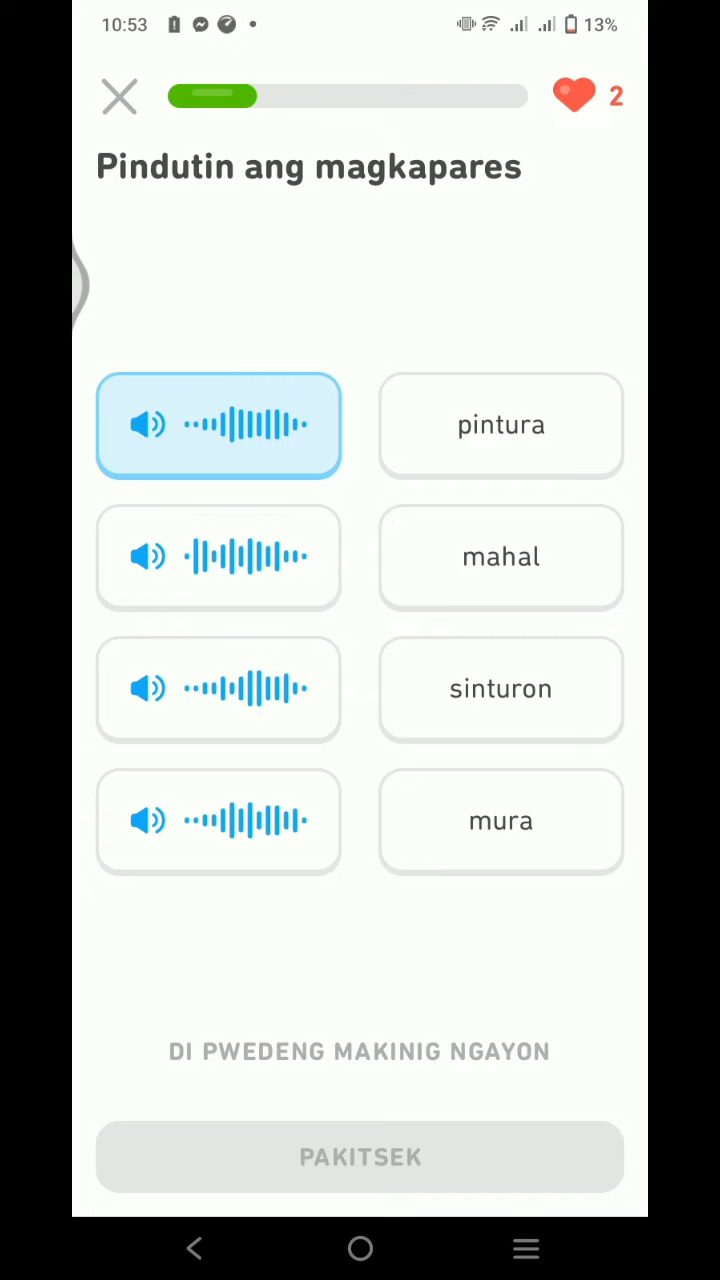 10:53 13%
2
Pindutin ang magkapares
pintura
mahal
sinturon
mura
DI PWEDENG MAKINIG NGAYON
PAKITSEK